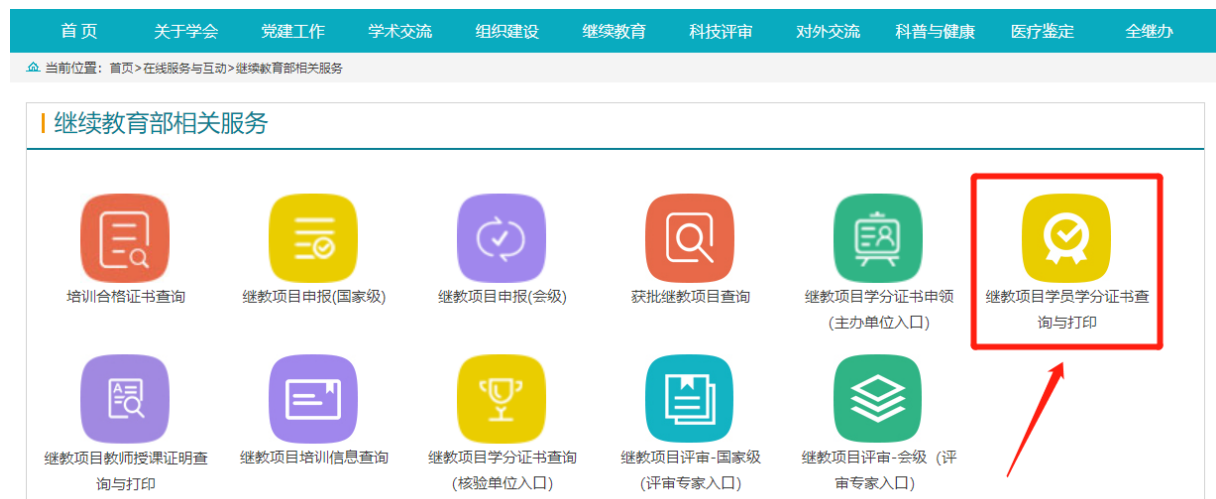 首页 关于学会 党建工作 学术交流 组织建设 继续教育 科技评审 对外交流 科普与健康 医疗鉴定 全继办
当前位置：首页>在线服务与互动>继续教育部相关服务
继续教育部相关服务
培训合格证书查询 继教项目申报(国家级) 继教项目申报(会级) 获批继教项目查询 继教项目学分证书申领 继教项目学员学分证书查
(主办单位入口) 询与打印
继教项目教师授课证明查 继教项目培训信息查询 继教项目学分证书查询 继教项目评审-国家级 继教项目评审-会级（评
询与打印 (核验单位入口) (评审专家入口) 审专家入口)